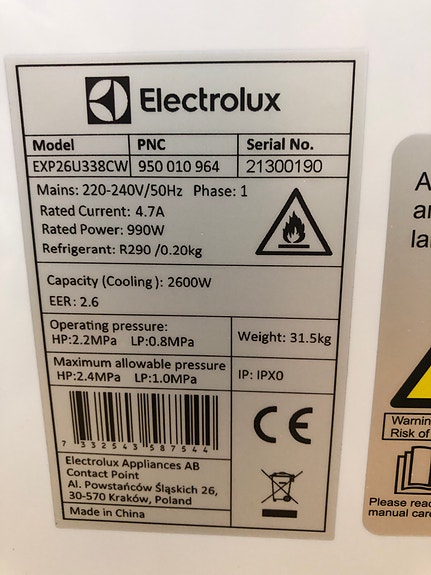 Electrolux
Model PNC Serial No.
EXP26U338CW 950 010 964 21300190
Mains: 220-240V/50Hz Phase: 1
Rated Current: 4.7A
Rated Power: 990W
Refrigerant: R290 /0.20kg
Capacity (Cooling): 2600W
EER: 2.6
Operating pressure:
HP:2.2MPa LP:0.8MPa
Weight: 31.5kg
Maximum allowable pressure
HP:2.4MPa LP:1.0MPa
IP: IPX0
7 332543 587544
CE
Electrolux Appliances AB
Contact Point
Al. Powstańców Śląskich 26,
30-570 Kraków, Poland
Made in China
Warnin
Risk of
Please read
manual care